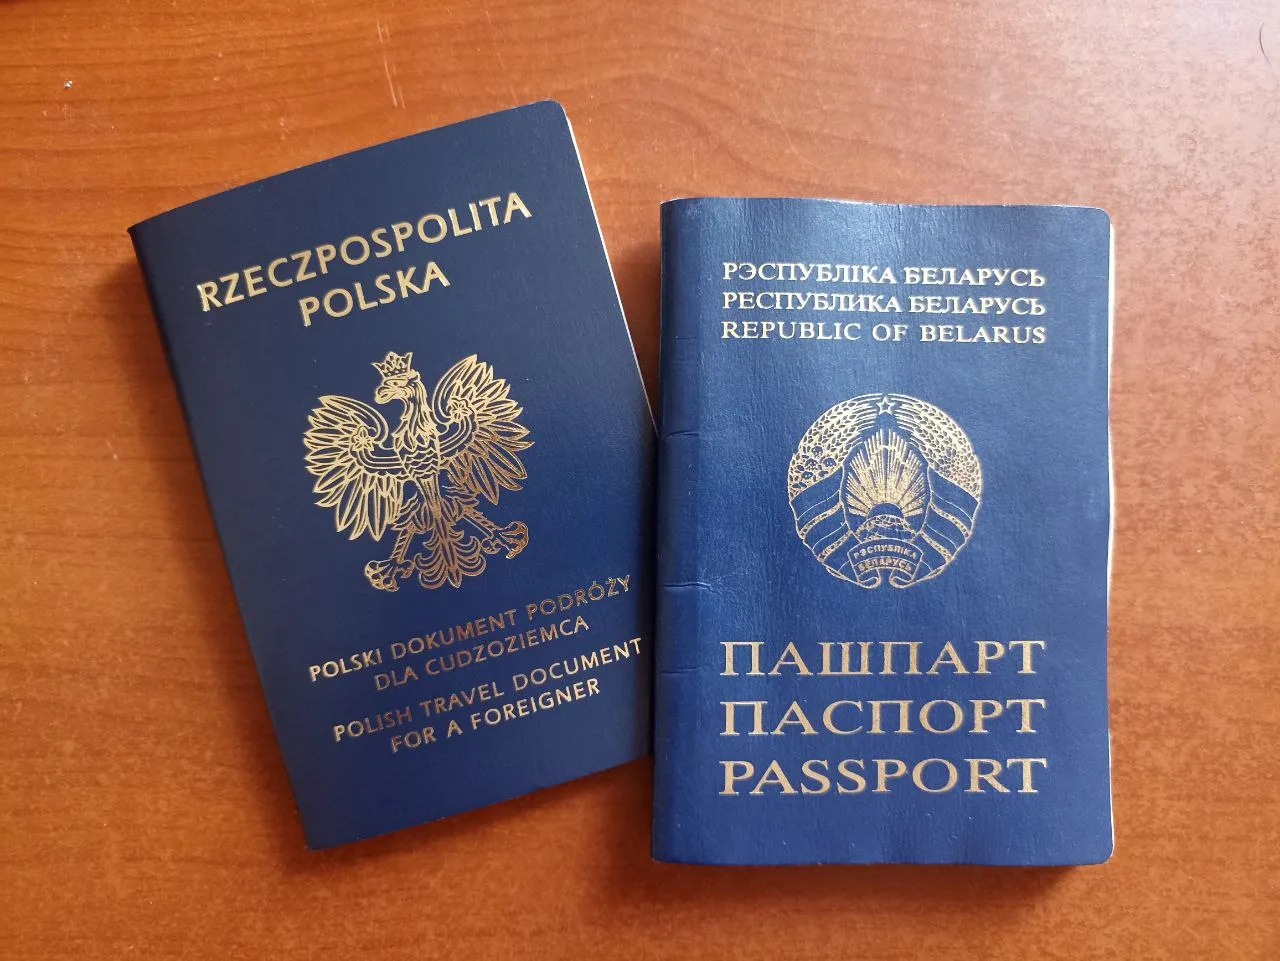 RZECZPOSPOLITA
POLSKA
POLSKI DOKUMENT PODRÓŻY
DLA CUDZOZIEMCA
POLISH TRAVEL DOCUMENT
FOR A FOREIGNER
РЭСПУБЛІКА БЕЛАРУСЬ
РЕСПУБЛИКА БЕЛАРУСЬ
REPUBLIC OF BELARUS
РЭСПУБЛІКА
БЕЛАРУСЬ
ПАШПАРТ
ПАСПОРТ
PASSPORT